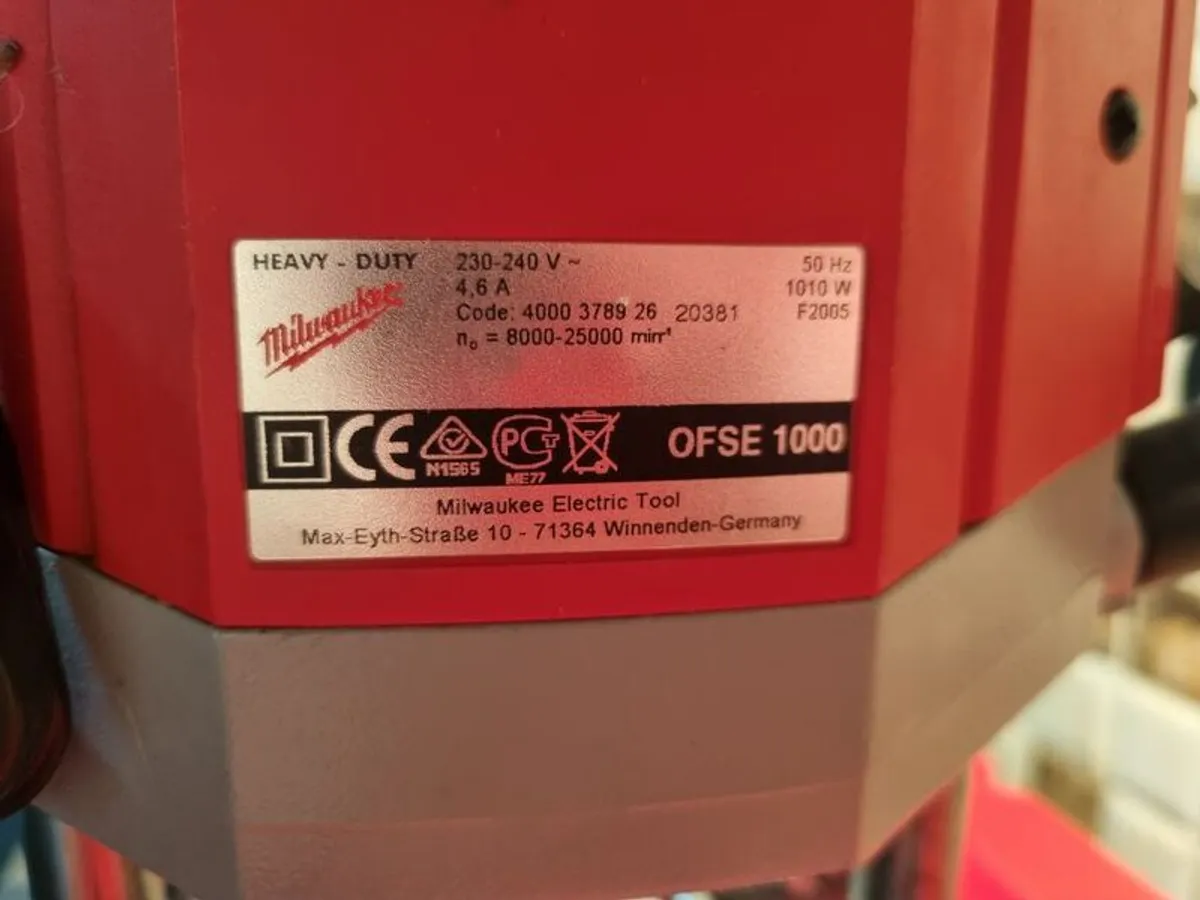 HEAVY - DUTY 230-240 V ~ 50 Hz
Milwaukee 4,6 A 1010 W
Code: 4000 3789 26 20381 F2005
n₀ = 8000-25000 min⁻¹
CE N1565 PCT ME77 OFSE 1000
Milwaukee Electric Tool
Max-Eyth-Straße 10 - 71364 Winnenden-Germany